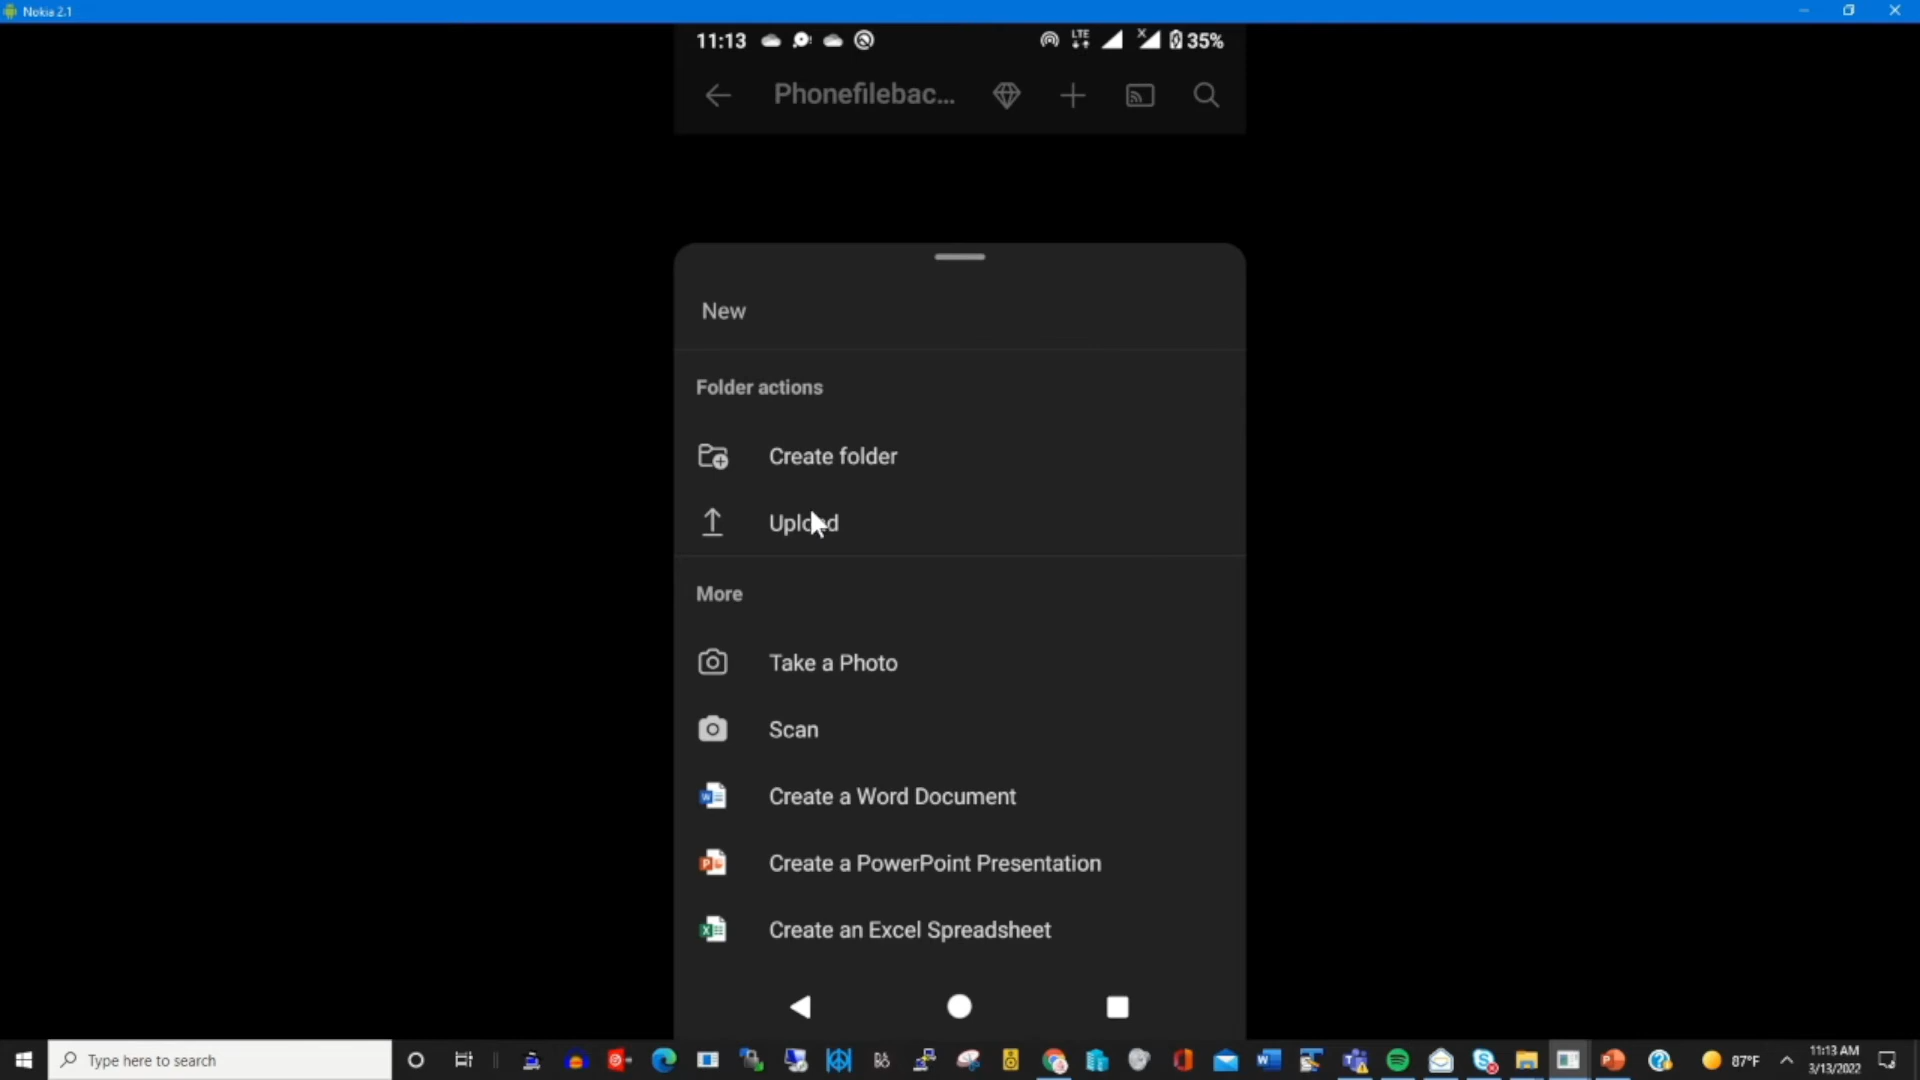 Nokia 2.1
11:13
LTE
35%
Phonefilebac...
New
Folder actions
Create folder
Upload
More
Take a Photo
Scan
Create a Word Document
Create a PowerPoint Presentation
Create an Excel Spreadsheet
Type here to search
87°F
11:13 AM
3/13/2022